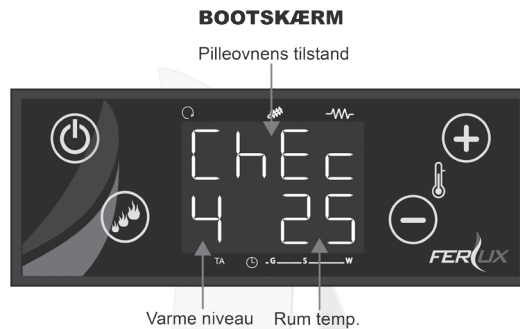 BOOTSKÆRM
Pilleovnens tilstand
ChEc
4 25
TA G S W
FERLUX
Varme niveau Rum temp.